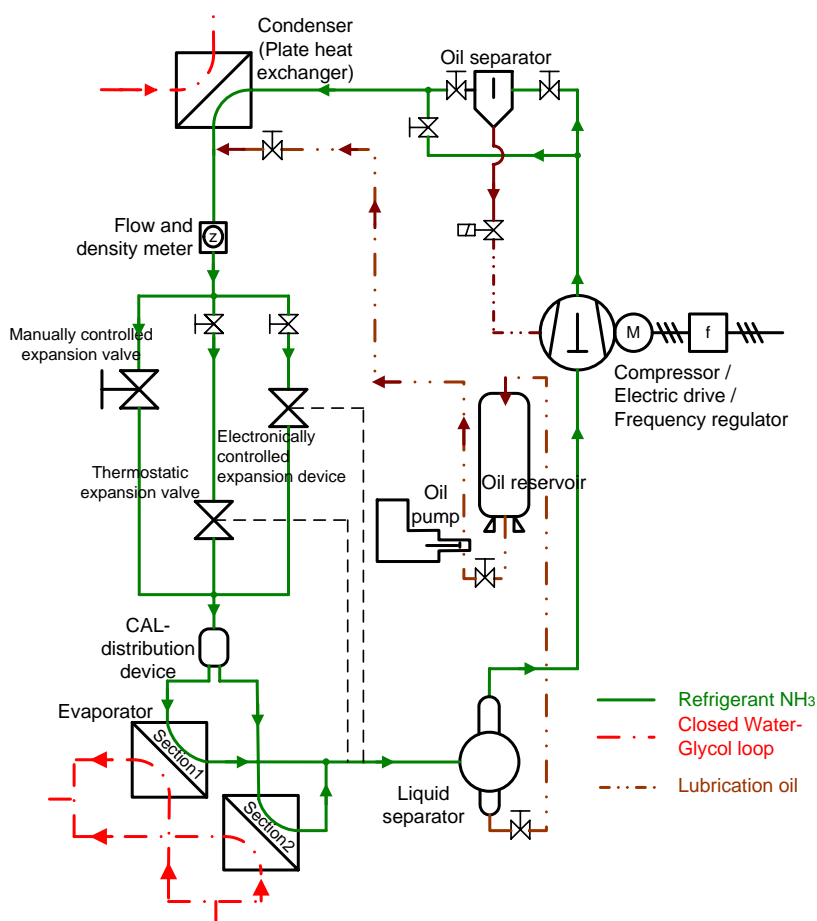 Condenser
(Plate heat
exchanger)
Oil separator
Flow and
density meter
z
Manually controlled
expansion valve
M
f
Compressor /
Electric drive /
Frequency regulator
Electronically
controlled
expansion device
Thermostatic
expansion valve
Oil reservoir
Oil
pump
CAL-
distribution
device
Evaporator
Section1
Section2
Liquid
separator
Refrigerant NH3
Closed Water-
Glycol loop
Lubrication oil